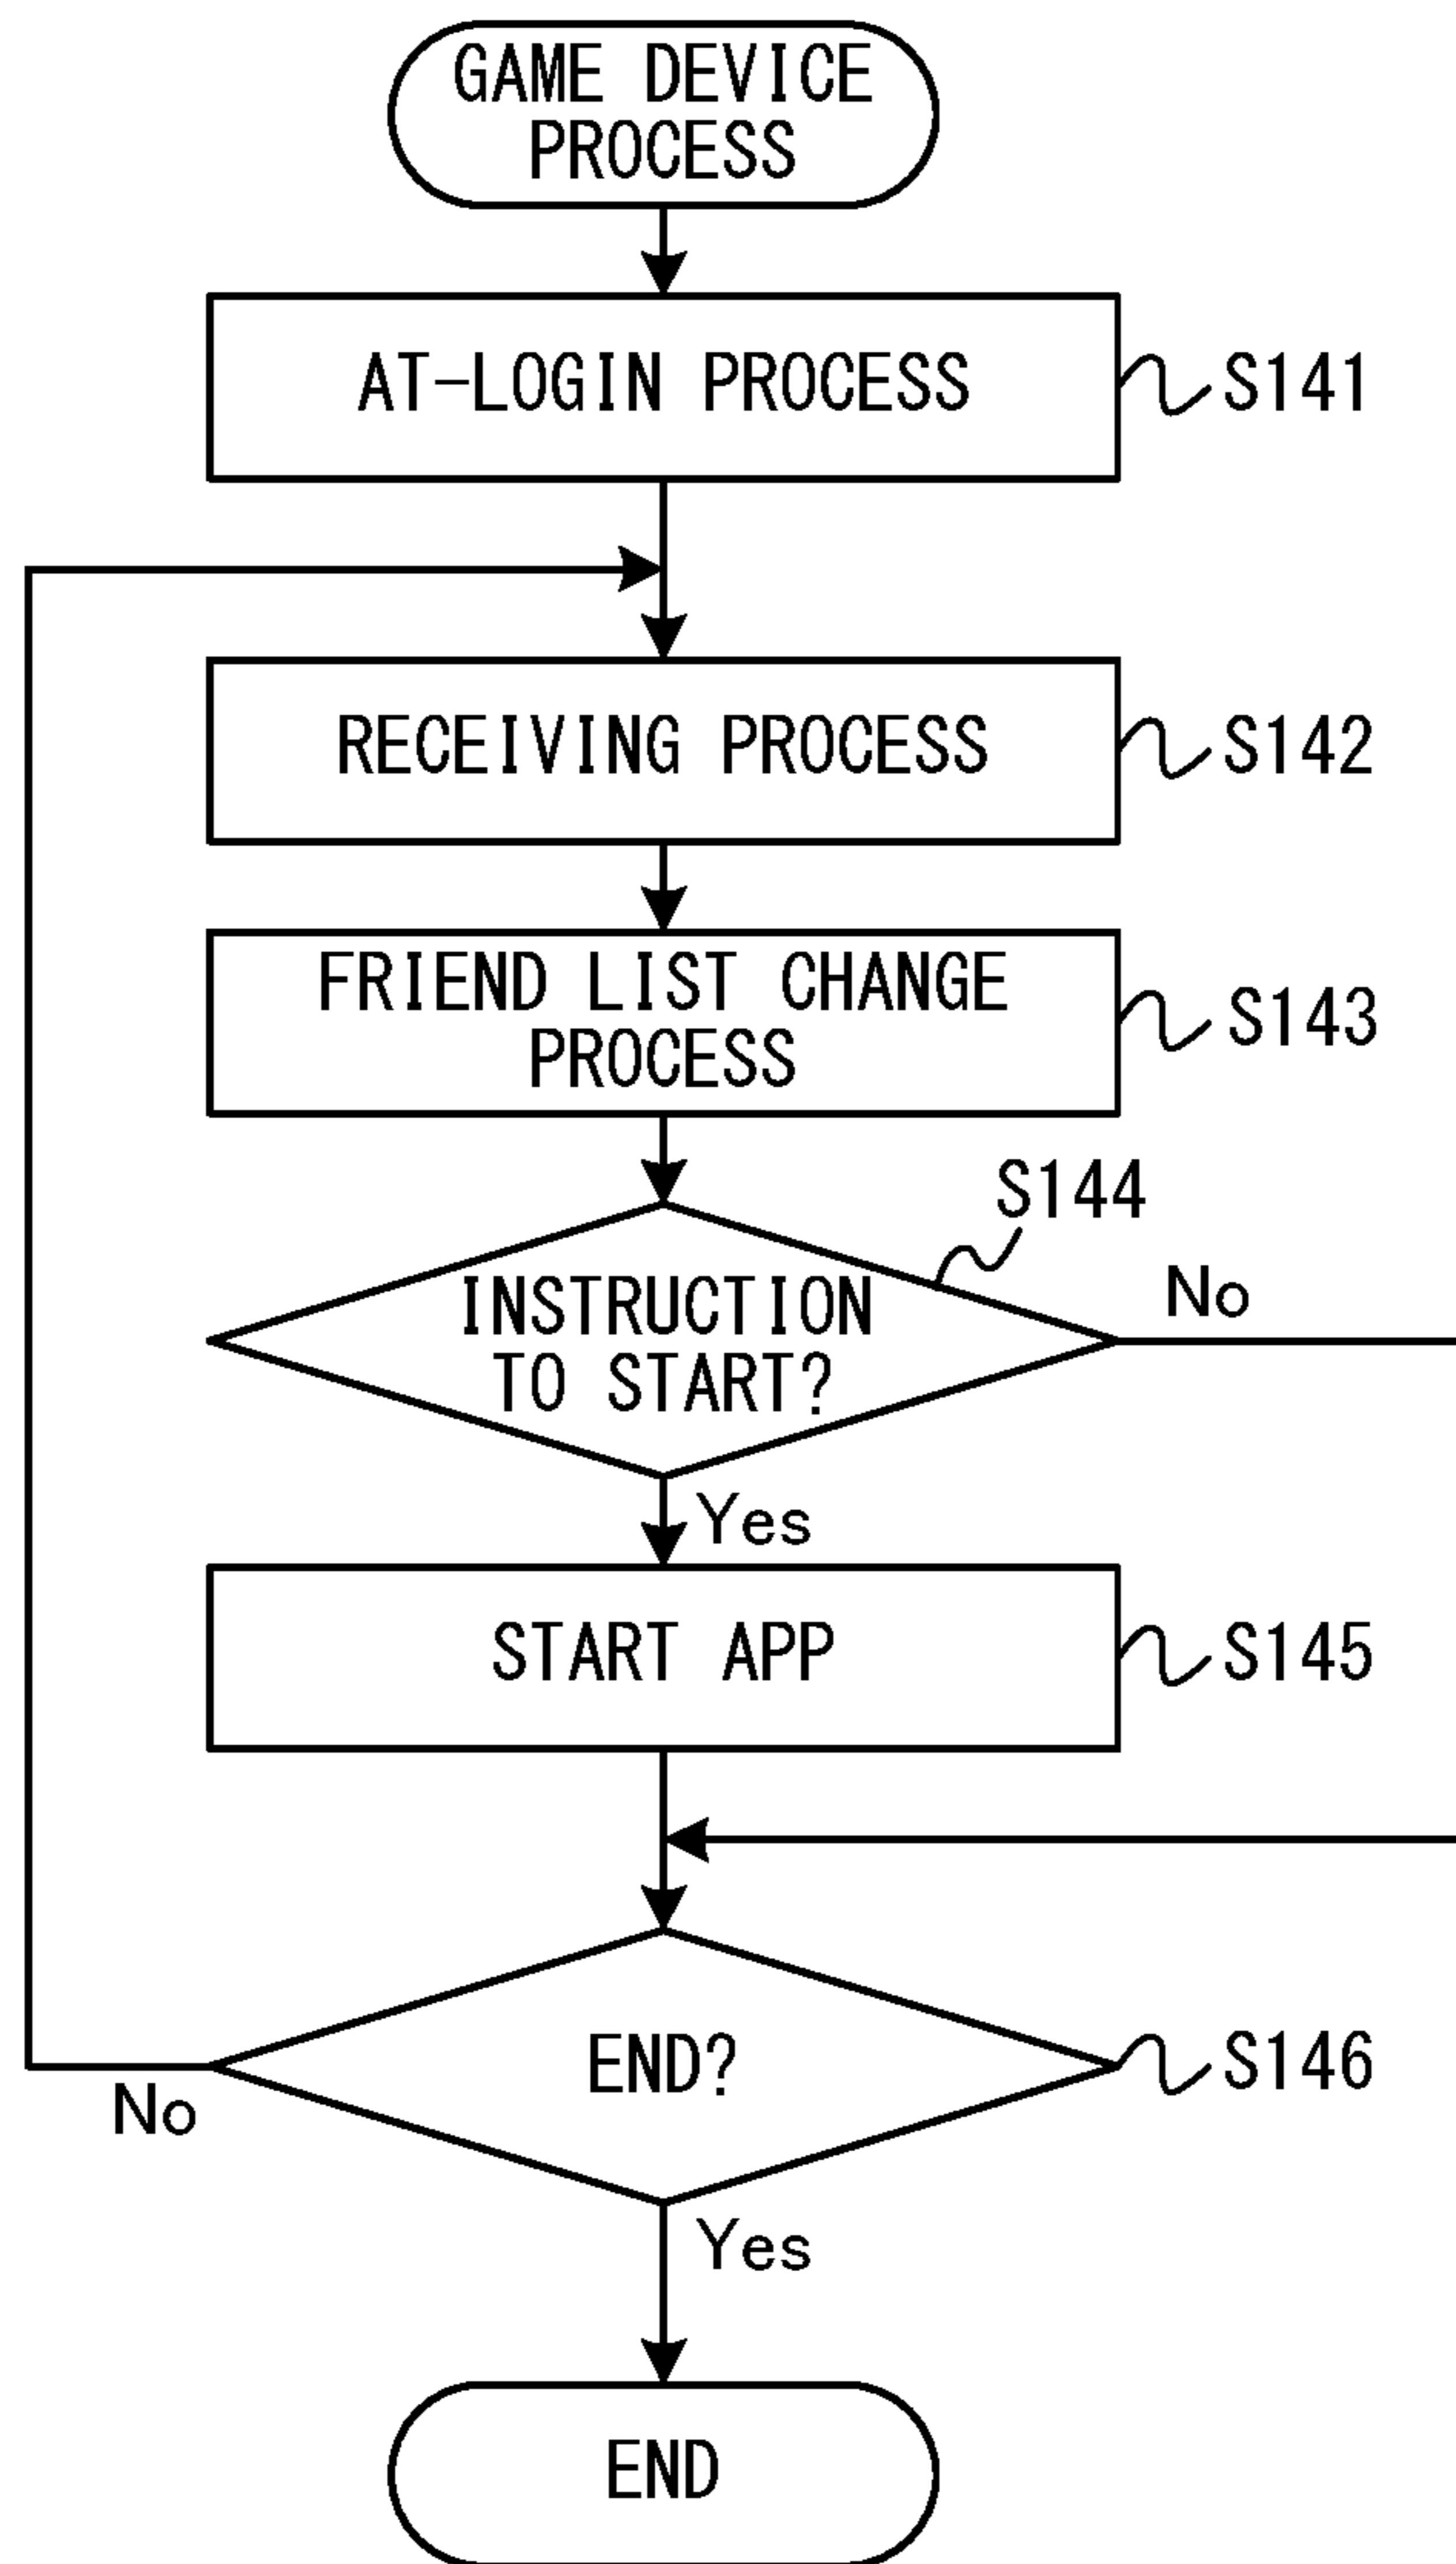 GAME DEVICE
PROCESS
AT-LOGIN PROCESS
S141
RECEIVING PROCESS
S142
FRIEND LIST CHANGE
PROCESS
S143
S144
INSTRUCTION
TO START?
No
Yes
START APP
S145
END?
S146
No
Yes
END